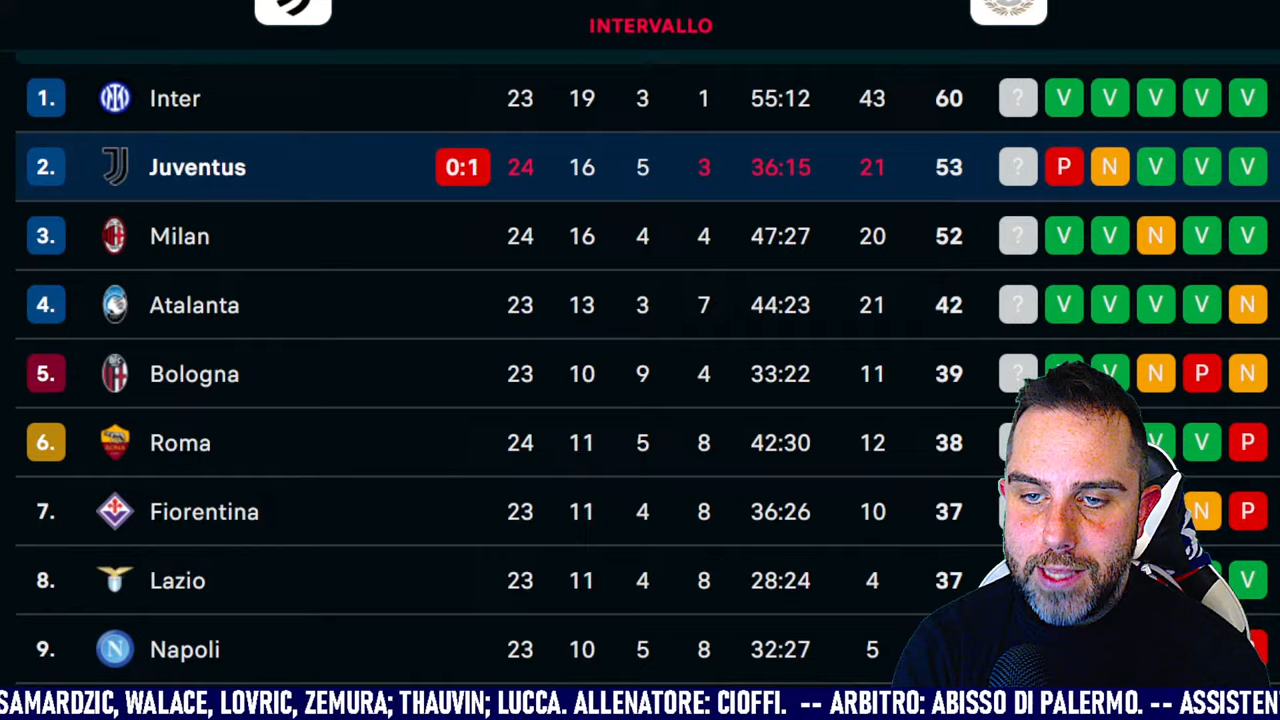 INTERVALLO
1. Inter 23 19 3 1 55:12 43 60 ? V V V V V
2. Juventus 0:1 24 16 5 3 36:15 21 53 ? P N V V V
3. Milan 24 16 4 4 47:27 20 52 ? V V N V V
4. Atalanta 23 13 3 7 44:23 21 42 ? V V V V N
5. Bologna 23 10 9 4 33:22 11 39 ? V V N P N
6. ROMA Roma 24 11 5 8 42:30 12 38 V V P
7. Fiorentina 23 11 4 8 36:26 10 37 N P
8. Lazio 23 11 4 8 28:24 4 37 V
9. N Napoli 23 10 5 8 32:27 5
SAMARDZIC, WALACE, LOVRIC, ZEMURA; THAUVIN; LUCCA. ALLENATORE: CIOFFI. -- ARBITRO: ABISSO DI PALERMO. -- ASSISTEN